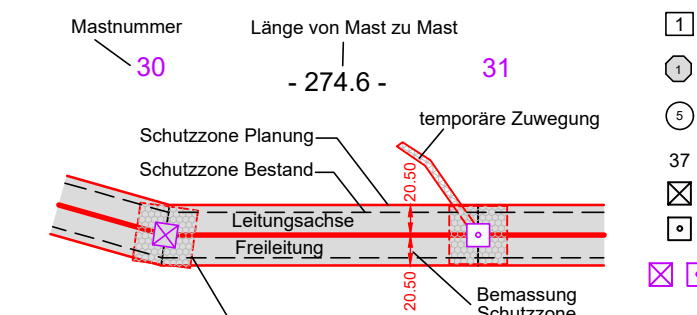 Mastnummer
Länge von Mast zu Mast
1
30
- 274.6 -
31
1
temporäre Zuwegung
5
Schutzzone Planung
Schutzzone Bestand
37
20.50
Leitungsachse
Freileitung
20.50
Bemassung
Schutzzone